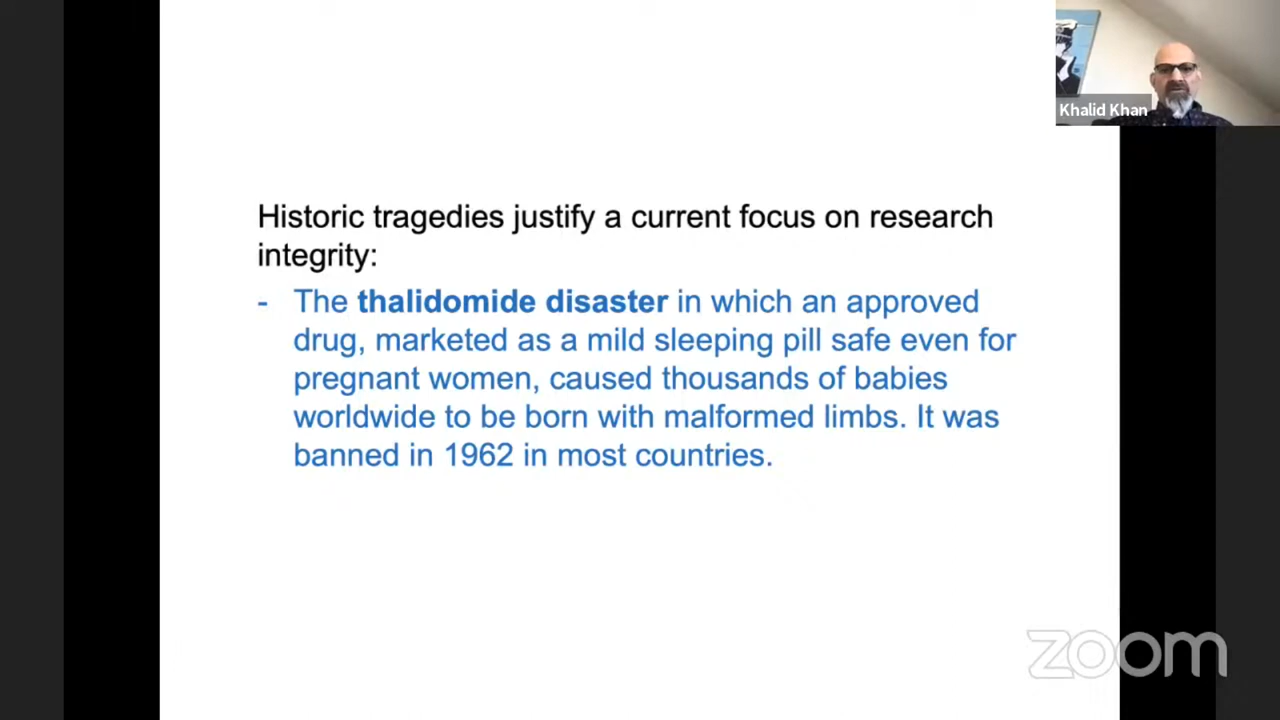 Khalid Khan
Historic tragedies justify a current focus on research
integrity:
- The thalidomide disaster in which an approved
drug, marketed as a mild sleeping pill safe even for
pregnant women, caused thousands of babies
worldwide to be born with malformed limbs. It was
banned in 1962 in most countries.
zoom